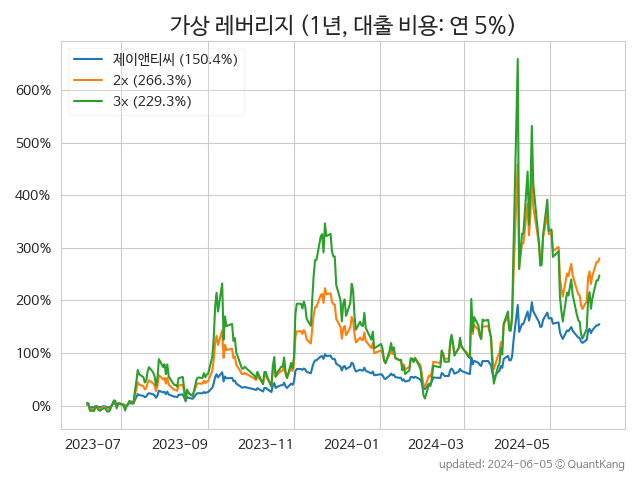 가상 레버리지 (1년, 대출 비용: 연 5%)
제이앤티씨 (150.4%)
2x (266.3%)
3x (229.3%)
600%
500%
400%
300%
200%
100%
0%
2023-07 2023-09 2023-11 2024-01 2024-03 2024-05
updated: 2024-06-05 ⓒ QuantKang